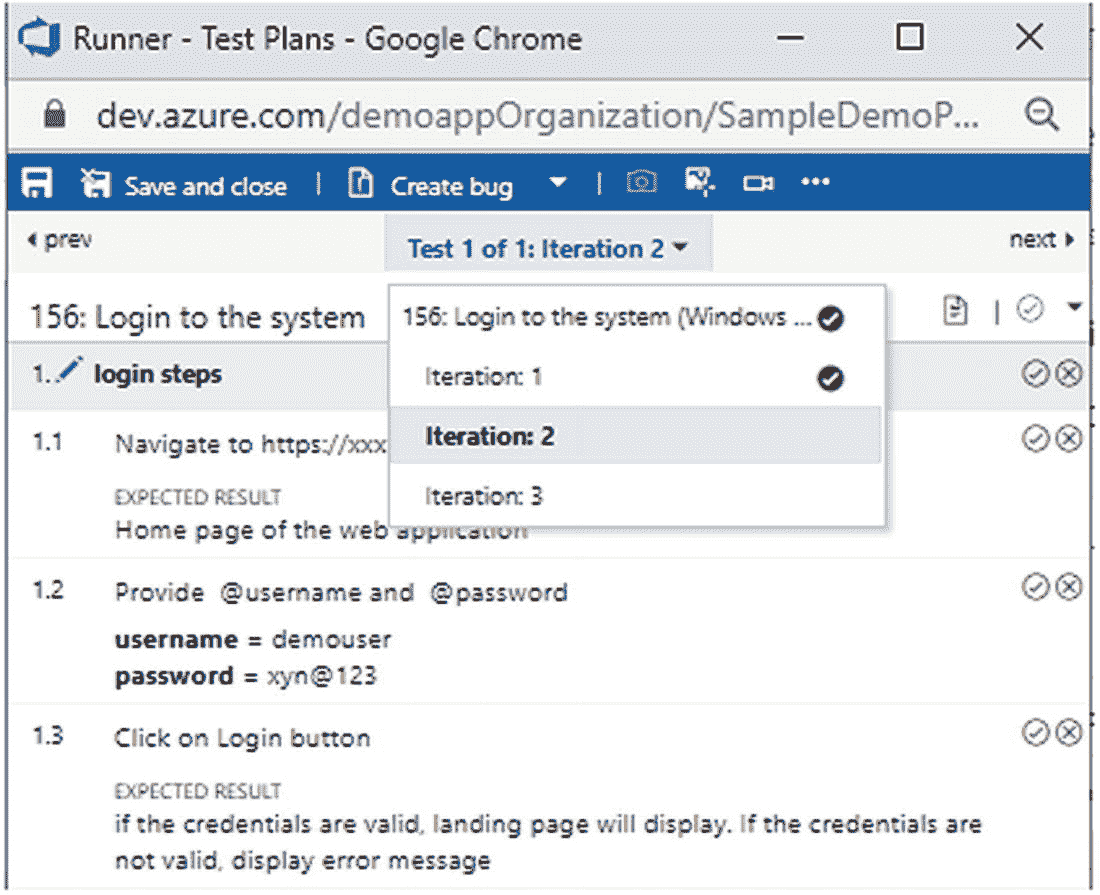 Runner - Test Plans - Google Chrome
dev.azure.com/demoappOrganization/SampleDemoP...
Save and close
Create bug
prev
Test 1 of 1: Iteration 2
next
156: Login to the system
156: Login to the system (Windows ...
Iteration: 1
Iteration: 2
Iteration: 3
1. login steps
1.1 Navigate to https://xxx
EXPECTED RESULT
Home page of the web application
1.2 Provide @username and @password
username = demouser
password = xyn@123
1.3 Click on Login button
EXPECTED RESULT
if the credentials are valid, landing page will display. If the credentials are
not valid, display error message